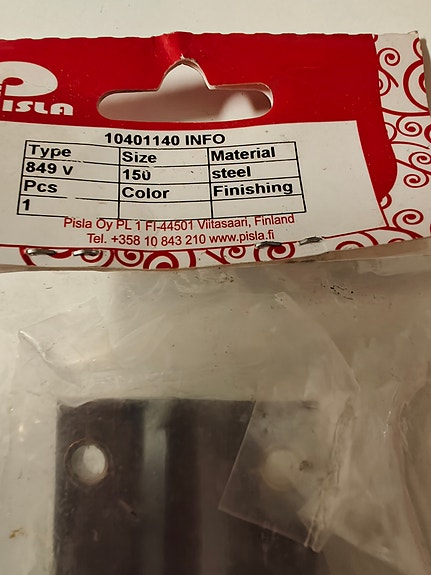 PISLA
10401140 INFO
Type Size Material
849 V 150 steel
Pcs Color Finishing
1
Pisla Oy PL 1 FI-44501 Viitasaari, Finland
Tel. +358 10 843 210 www.pisla.fi